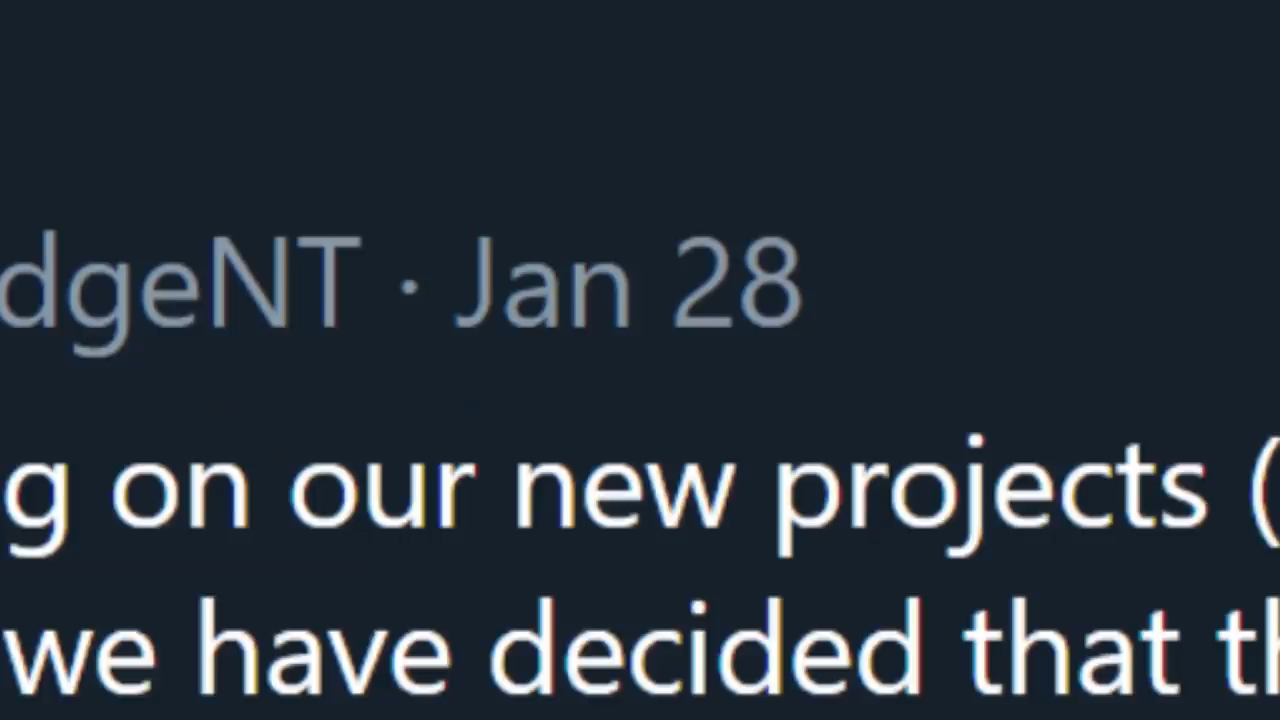 dgeNT · Jan 28
g on our new projects (
we have decided that th